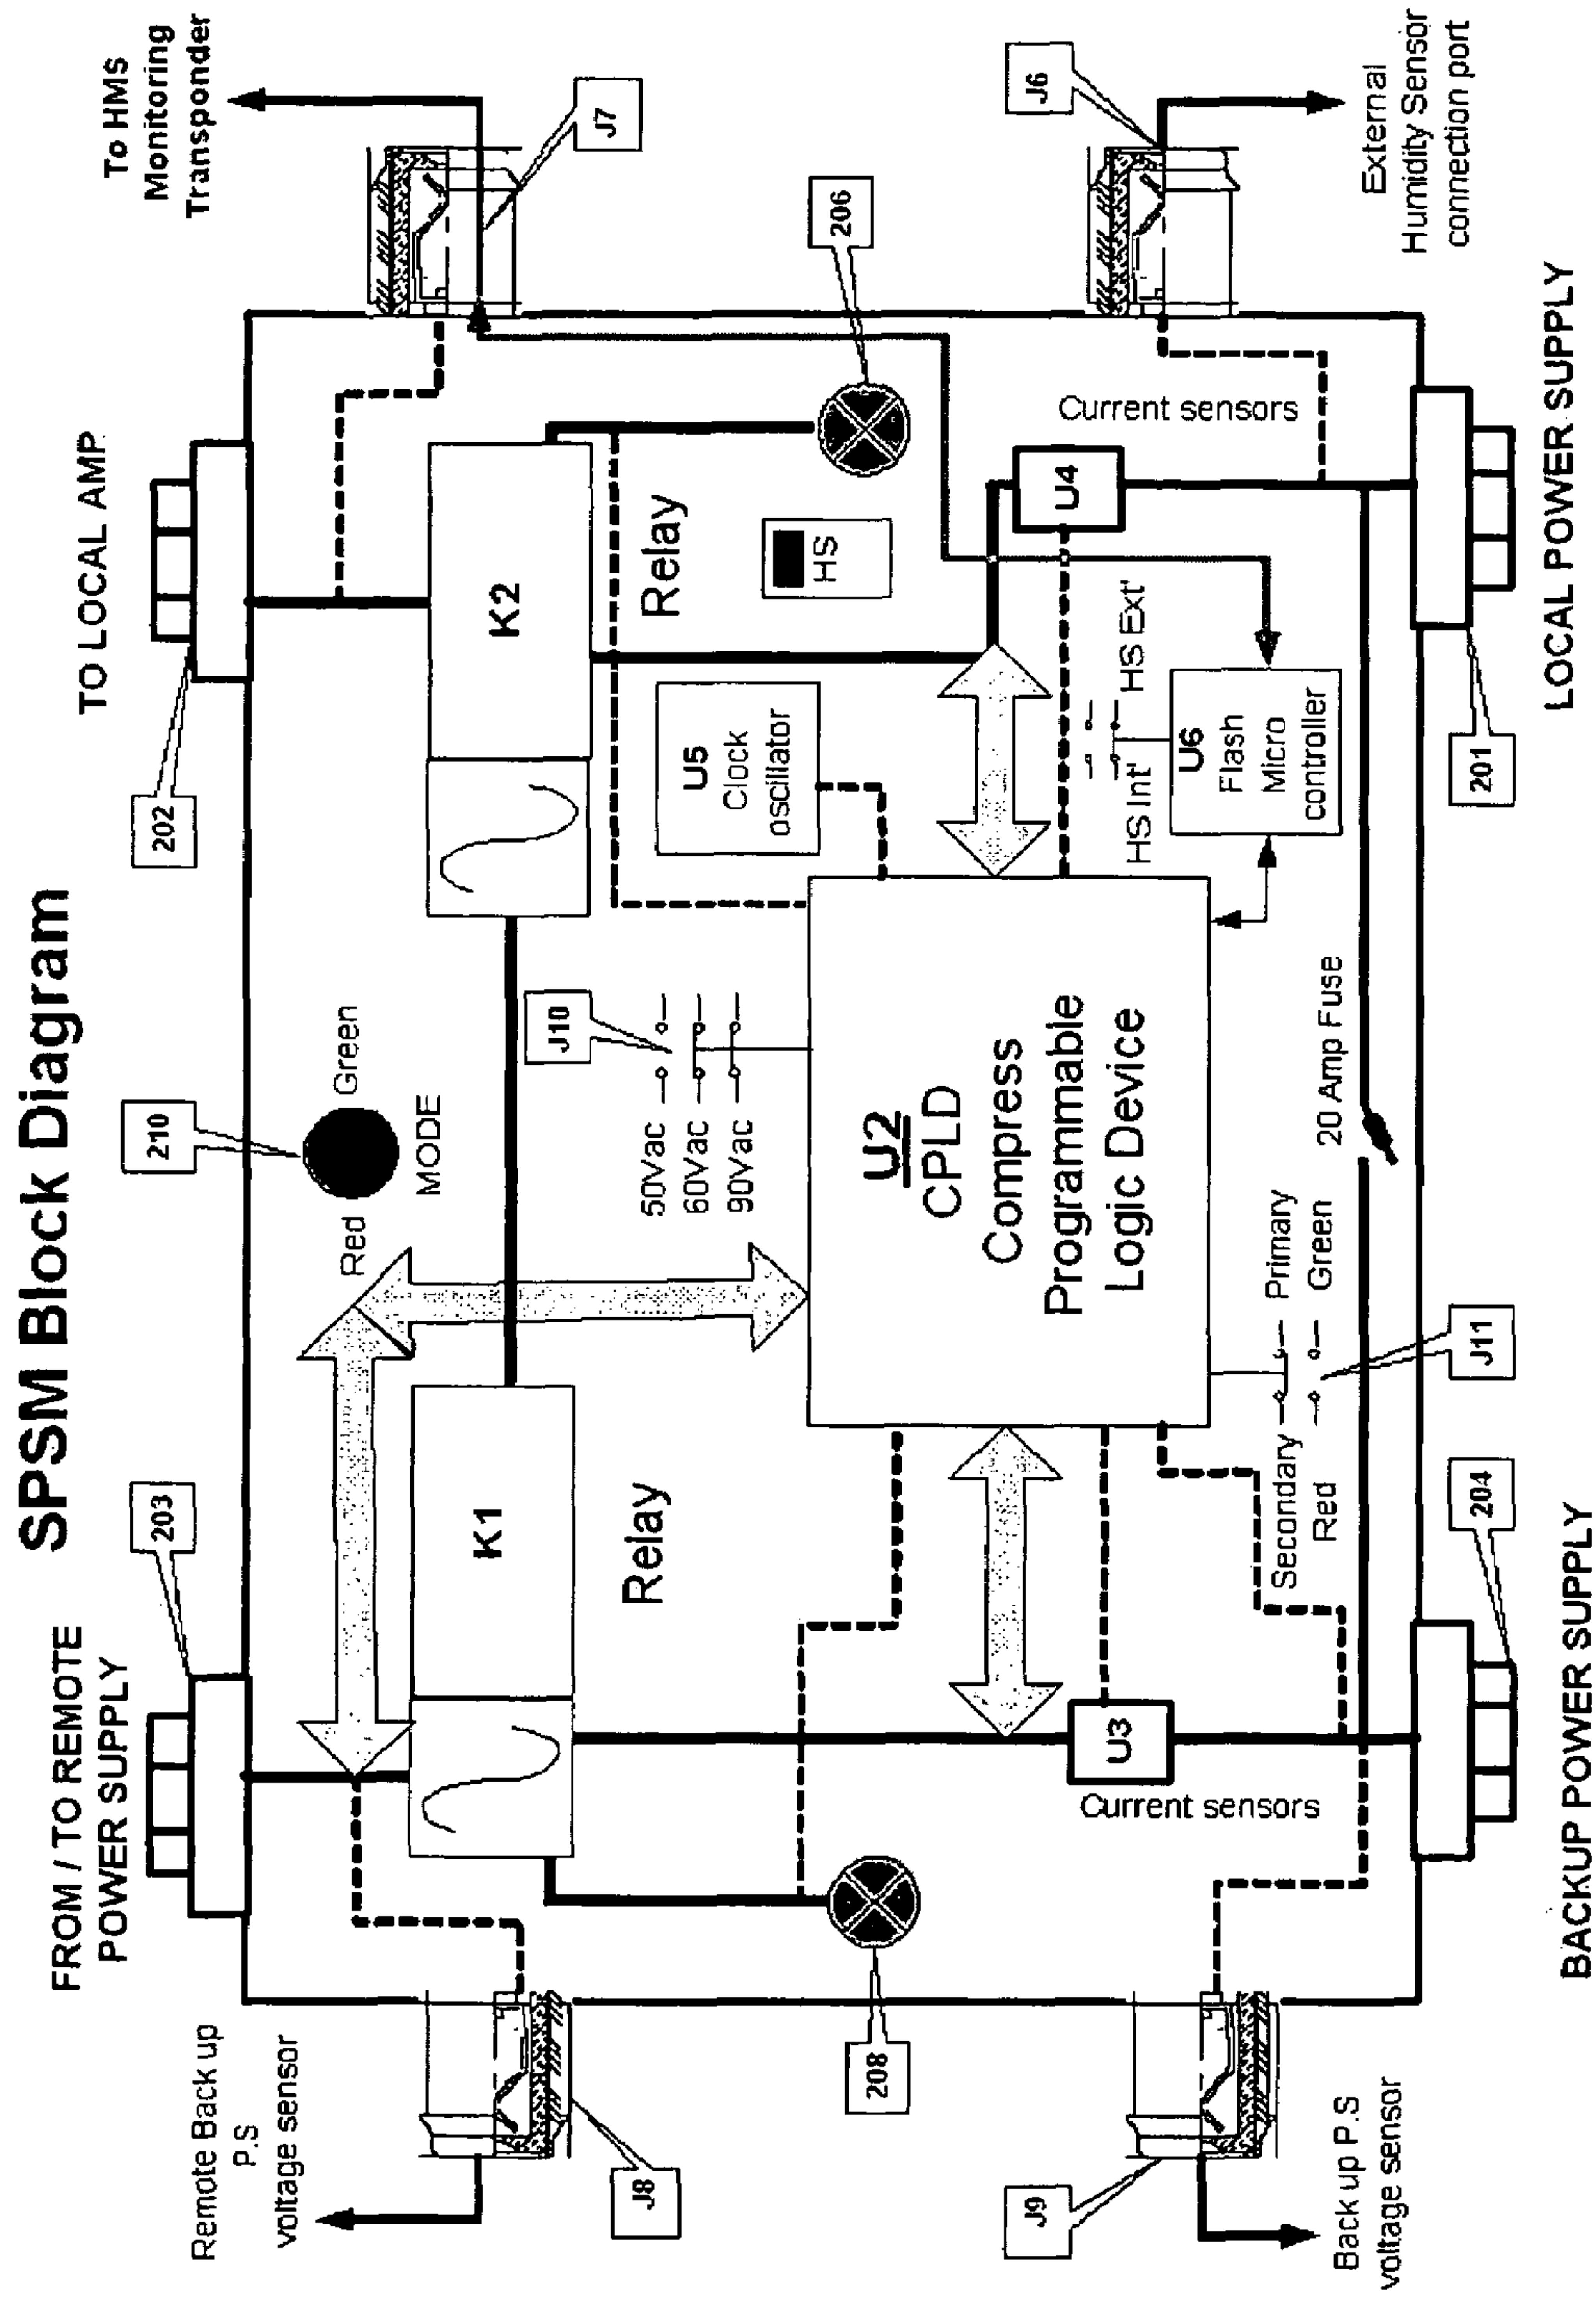 SPSM Block Diagram
FROM / TO REMOTE
POWER SUPPLY
203
210
202
TO LOCAL AMP
To HMs
Monitoring
Transponder
Remote Back up
P.S
voltage sensor
J8
Red
Green
MODE
J7
K1
Relay
K2
Relay
J10
50Vac
60Vac
90Vac
U5
Clock
oscillator
HS
206
208
U2
CPLD
Compress
Programmable
Logic Device
U3
Current sensors
U4
Current sensors
HS Int'
HS Ext'
U6
Flash
Micro
controller
J6
External
Humidity Sensor
connection port
J9
Back up P.S
voltage sensor
Secondary
Primary
Red
Green
20 Amp Fuse
J11
204
201
BACKUP POWER SUPPLY
LOCAL POWER SUPPLY